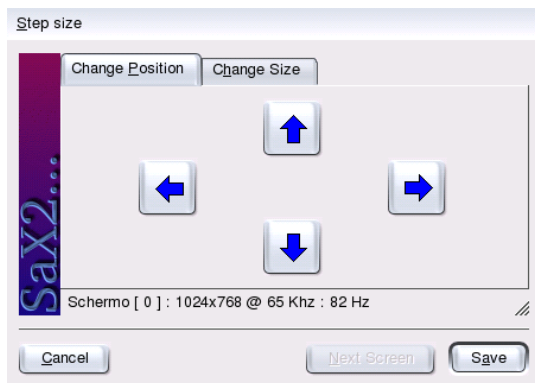 Step size
Change Position
Change Size
SaX2...
Schermo [ 0 ] : 1024x768 @ 65 Khz : 82 Hz
Cancel
Next Screen
Save